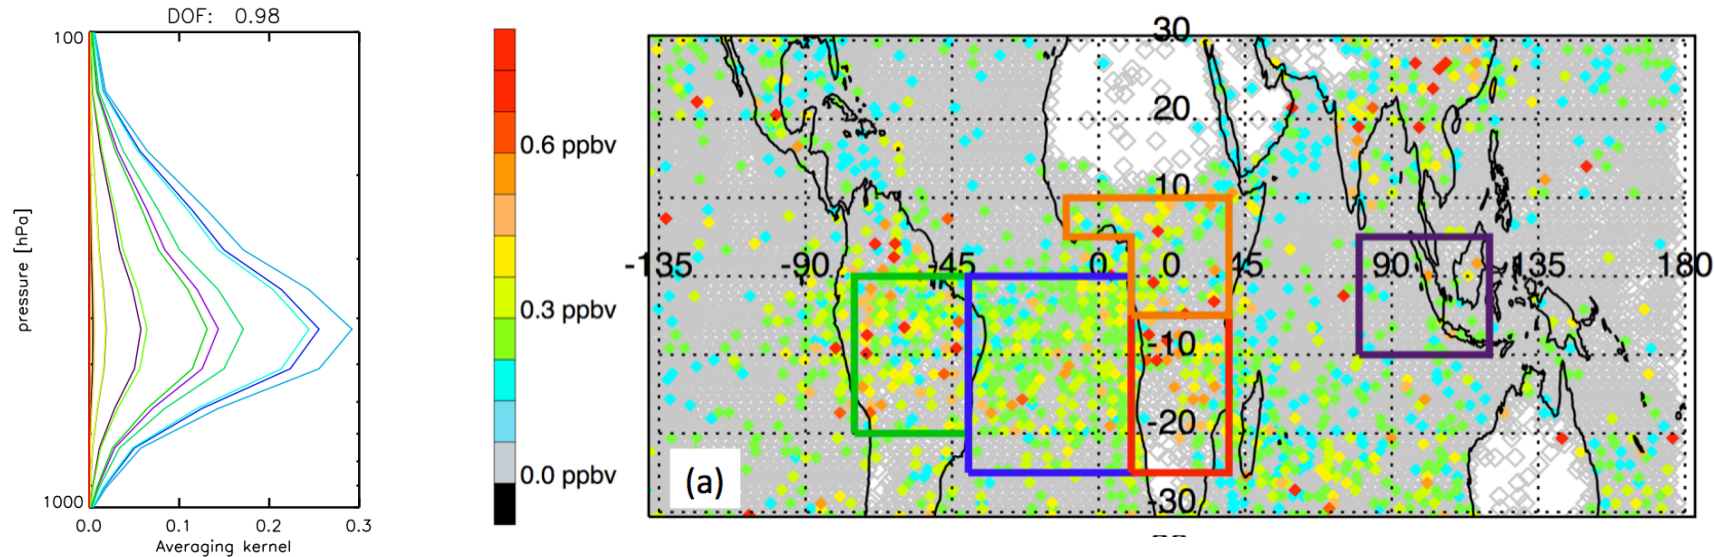 DOF: 0.98
100
pressure [hPa]
1000
0.0 0.1 0.2 0.3
Averaging kernel
0.6 ppbv
0.3 ppbv
0.0 ppbv
30
20
10
-135 -90 -45 0 0 45 90 135 180
-10
-20
-30
(a)